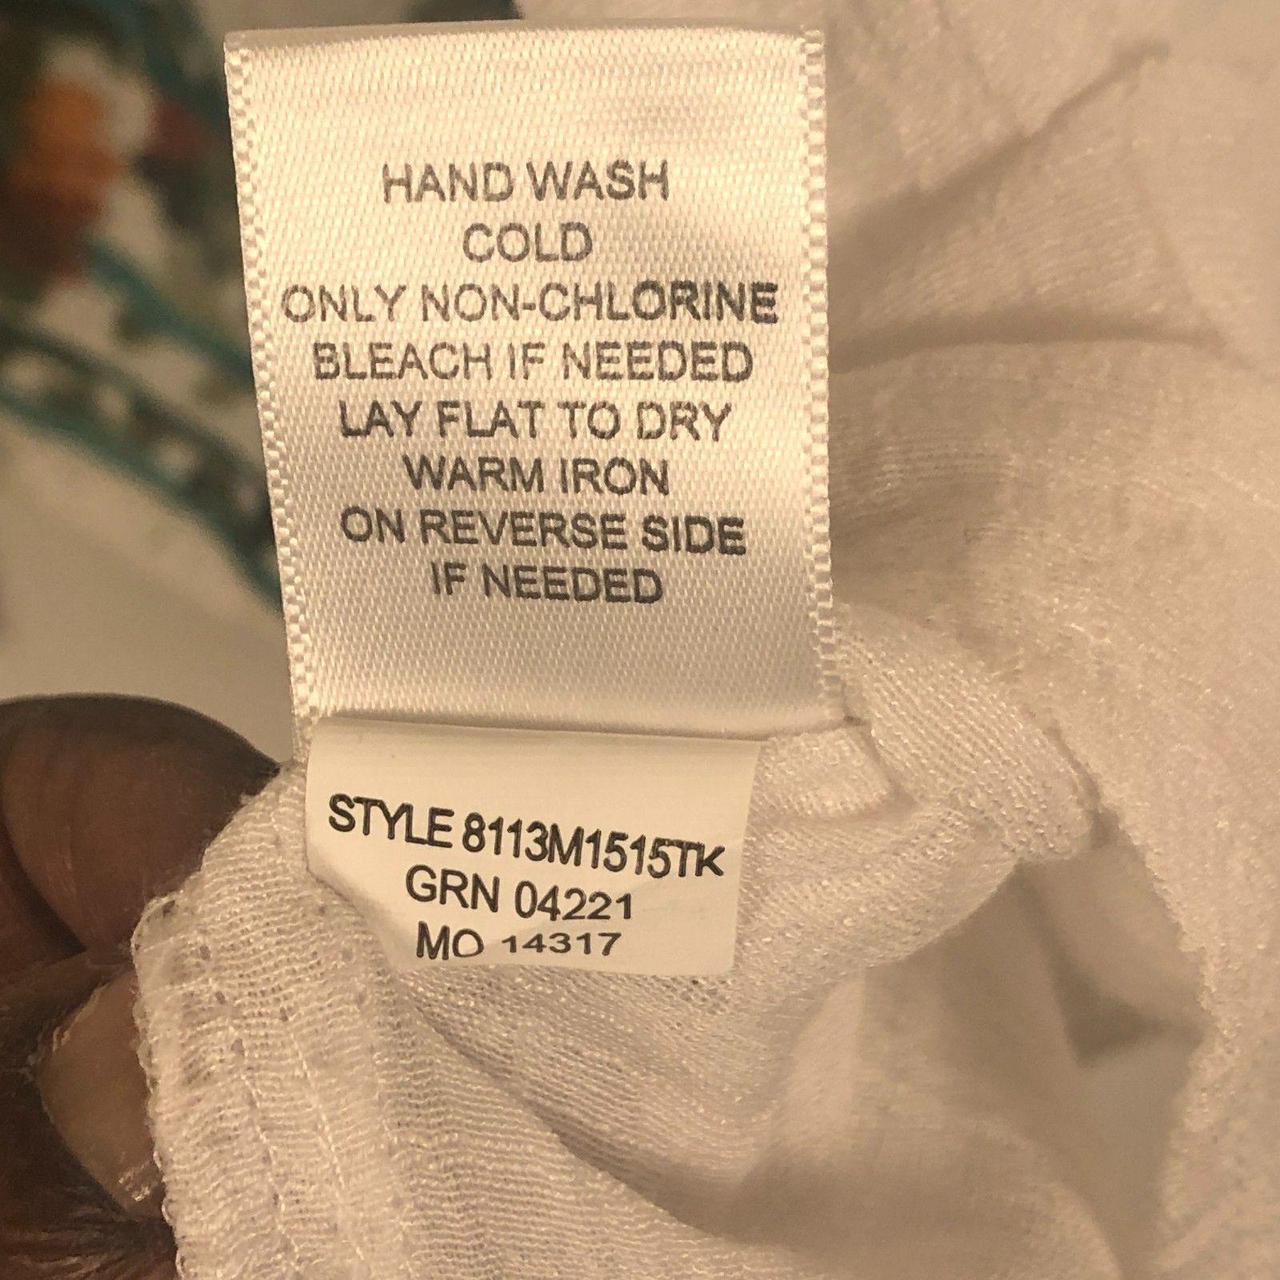 HAND WASH
COLD
ONLY NON-CHLORINE
BLEACH IF NEEDED
LAY FLAT TO DRY
WARM IRON
ON REVERSE SIDE
IF NEEDED
STYLE 8113M1515TK
GRN 04221
MO 14317